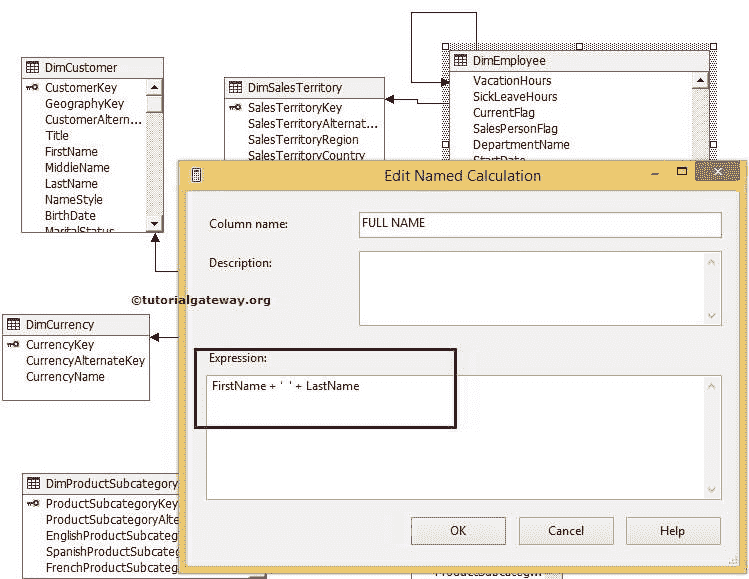 DimCustomer
CustomerKey
GeographyKey
CustomerAltern...
Title
FirstName
MiddleName
LastName
NameStyle
BirthDate
MaritalStatus
DimSalesTerritory
SalesTerritoryKey
SalesTerritoryAlternat...
SalesTerritoryRegion
SalesTerritoryCountry
DimEmployee
VacationHours
SickLeaveHours
CurrentFlag
SalesPersonFlag
DepartmentName
StartDate
Edit Named Calculation
Column name:
FULL NAME
Description:
©tutorialgateway.org
DimCurrency
CurrencyKey
CurrencyAlternateKey
CurrencyName
Expression:
FirstName + ' ' + LastName
OK
Cancel
Help
DimProductSubcategory
ProductSubcategoryKey
ProductSubcategoryAlte
EnglishProductSubcateg
SpanishProductSubcateg
FrenchProductSubcateg